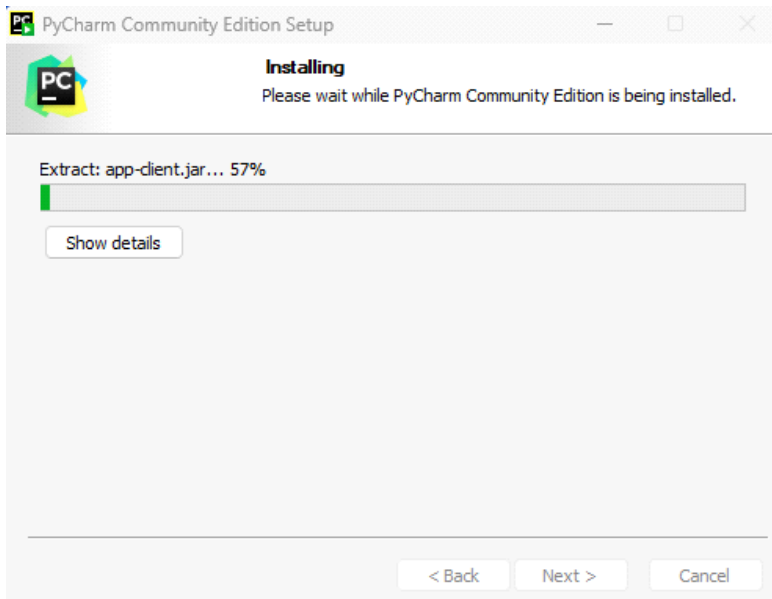 PyCharm Community Edition Setup
PC
Installing
Please wait while PyCharm Community Edition is being installed.
Extract: app-client.jar... 57%
Show details
< Back
Next >
Cancel